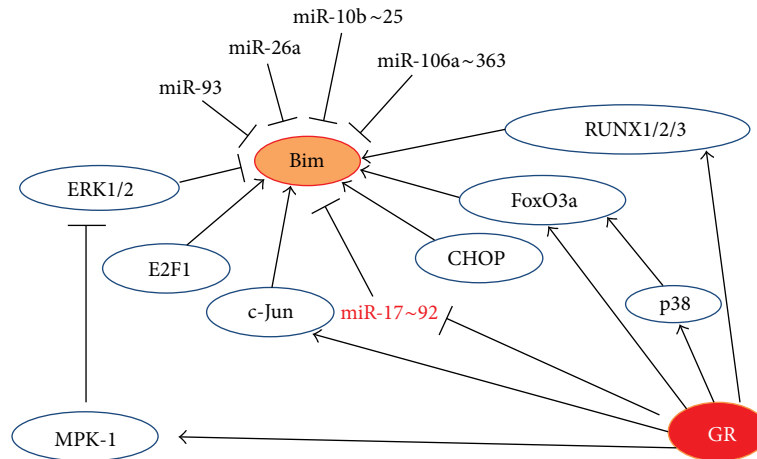 miR-10b~25
miR-26a
miR-106a~363
miR-93
RUNX1/2/3
Bim
ERK1/2
FoxO3a
E2F1
CHOP
c-Jun
miR-17~92
p38
MPK-1
GR